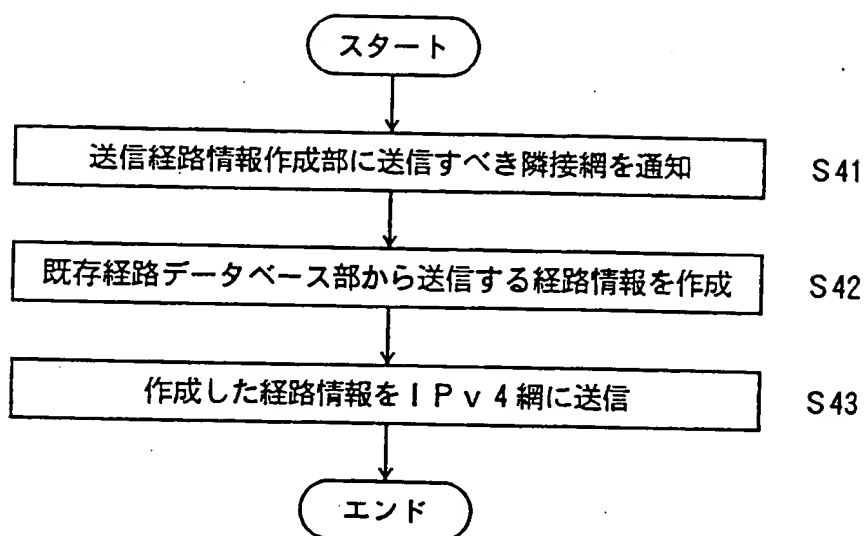 スタート
送信経路情報作成部に送信すべき隣接網を通知 S41
既存経路データベース部から送信する経路情報を作成 S42
作成した経路情報をIPv4網に送信 S43
エンド